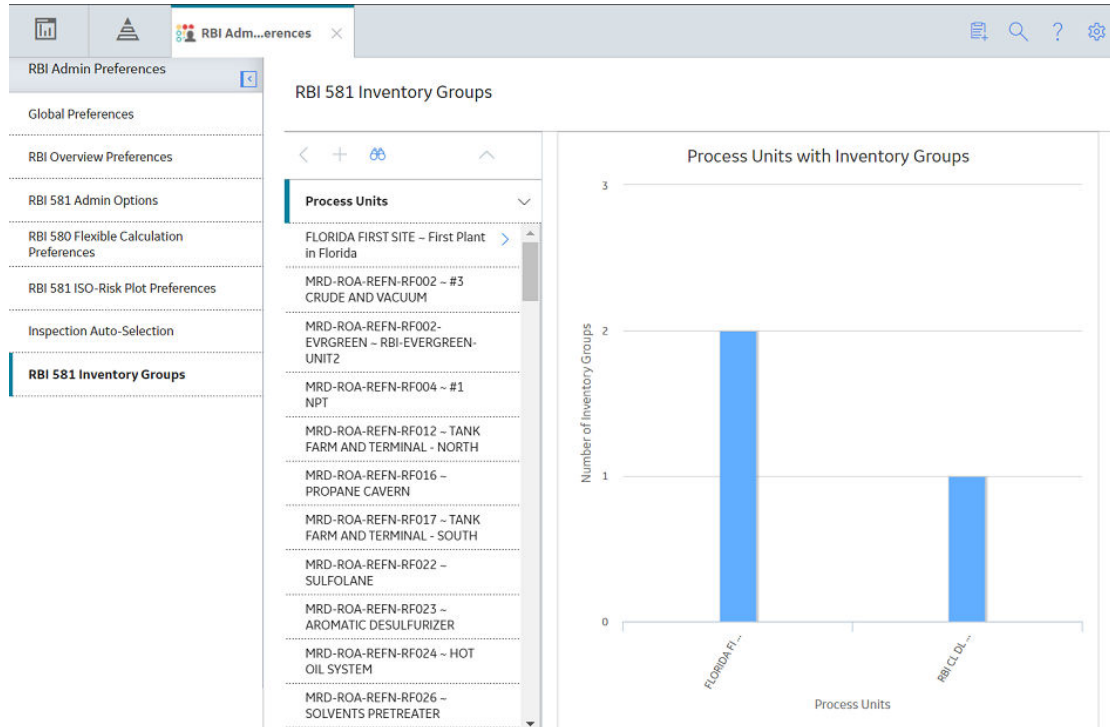 RBI Adm...erences
RBI Admin Preferences
Global Preferences
RBI Overview Preferences
RBI 581 Admin Options
RBI 580 Flexible Calculation
Preferences
RBI 581 ISO-Risk Plot Preferences
Inspection Auto-Selection
RBI 581 Inventory Groups
RBI 581 Inventory Groups
Process Units
FLORIDA FIRST SITE ~ First Plant
in Florida
MRD-ROA-REFN-RF002 ~ #3
CRUDE AND VACUUM
MRD-ROA-REFN-RF002-
EVRGREEN ~ RBI-EVERGREEN-
UNIT2
MRD-ROA-REFN-RF004 ~ #1
NPT
MRD-ROA-REFN-RF012 ~ TANK
FARM AND TERMINAL - NORTH
MRD-ROA-REFN-RF016 ~
PROPANE CAVERN
MRD-ROA-REFN-RF017 ~ TANK
FARM AND TERMINAL - SOUTH
MRD-ROA-REFN-RF022 ~
SULFOLANE
MRD-ROA-REFN-RF023 ~
AROMATIC DESULFURIZER
MRD-ROA-REFN-RF024 ~ HOT
OIL SYSTEM
MRD-ROA-REFN-RF026 ~
SOLVENTS PRETREATER
Process Units with Inventory Groups
Number of Inventory Groups
3
2
1
0
FLORIDA FI...
RBI CL DL...
Process Units